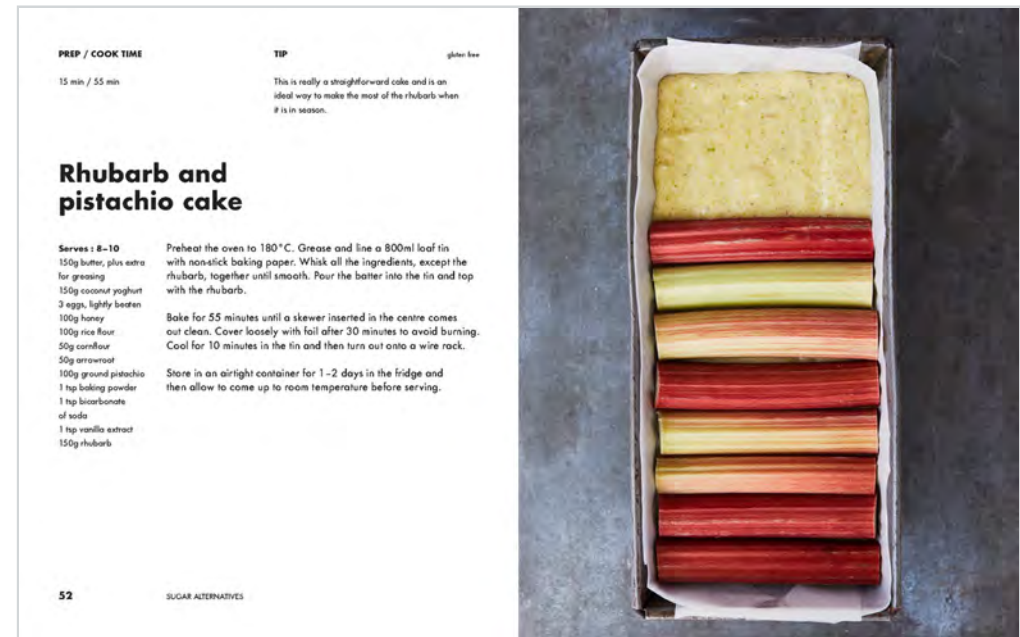 PREP / COOK TIME
15 min / 55 min
TIP
gluten free
This is really a straightforward cake and is an
ideal way to make the most of the rhubarb when
it is in season.
Rhubarb and
pistachio cake
Serves : 8–10
150g butter, plus extra
for greasing
150g coconut yoghurt
3 eggs, lightly beaten
100g honey
100g rice flour
50g cornflour
50g arrowroot
100g ground pistachio
1 tsp baking powder
1 tsp bicarbonate
of soda
1 tsp vanilla extract
150g rhubarb
Preheat the oven to 180°C. Grease and line a 800ml loaf tin
with non-stick baking paper. Whisk all the ingredients, except the
rhubarb, together until smooth. Pour the batter into the tin and top
with the rhubarb.
Bake for 55 minutes until a skewer inserted in the centre comes
out clean. Cover loosely with foil after 30 minutes to avoid burning.
Cool for 10 minutes in the tin and then turn out onto a wire rack.
Store in an airtight container for 1–2 days in the fridge and
then allow to come up to room temperature before serving.
52
SUGAR ALTERNATIVES